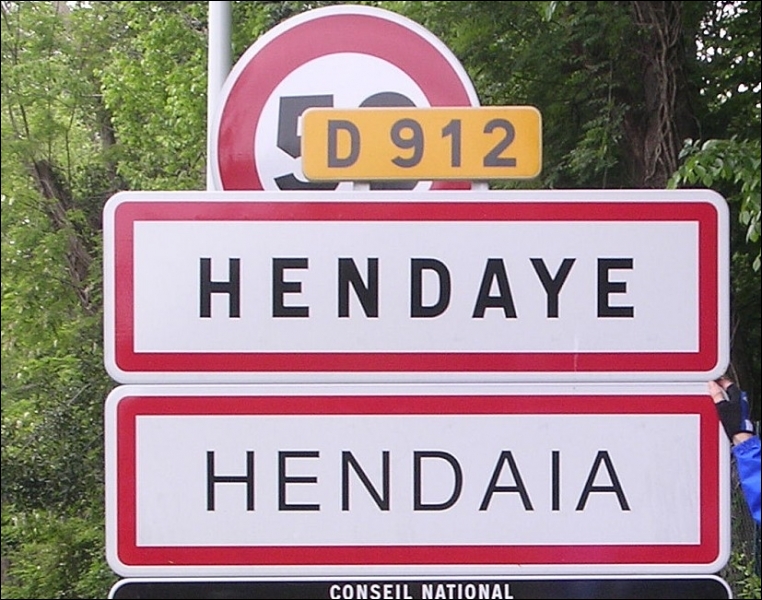 D 912
HENDAYE
HENDAIA
CONSEIL NATIONAL